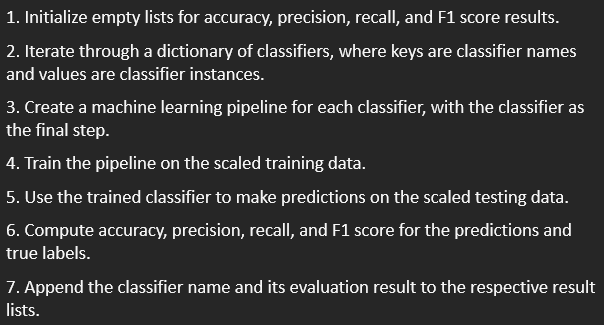 1. Initialize empty lists for accuracy, precision, recall, and F1 score results.
2. Iterate through a dictionary of classifiers, where keys are classifier names
and values are classifier instances.
3. Create a machine learning pipeline for each classifier, with the classifier as
the final step.
4. Train the pipeline on the scaled training data.
5. Use the trained classifier to make predictions on the scaled testing data.
6. Compute accuracy, precision, recall, and F1 score for the predictions and
true labels.
7. Append the classifier name and its evaluation result to the respective result
lists.